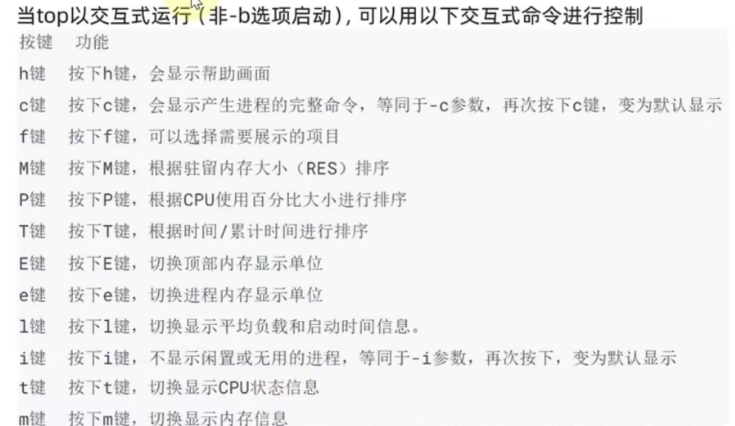 当top以交互式运行(非-b选项启动),可以用以下交互式命令进行控制
按键 功能
h键 按下h键,会显示帮助画面
c键 按下c键,会显示产生进程的完整命令,等同于-c参数,再次按下c键,变为默认显示
f键 按下f键,可以选择需要展示的项目
M键 按下M键,根据驻留内存大小(RES)排序
P键 按下P键,根据CPU使用百分比大小进行排序
T键 按下T键,根据时间/累计时间进行排序
E键 按下E键,切换顶部内存显示单位
e键 按下e键,切换进程内存显示单位
l键 按下l键,切换显示平均负载和启动时间信息。
i键 按下i键,不显示闲置或无用的进程,等同于-i参数,再次按下,变为默认显示
t键 按下t键,切换显示CPU状态信息
m键 按下m键,切换显示内存信息